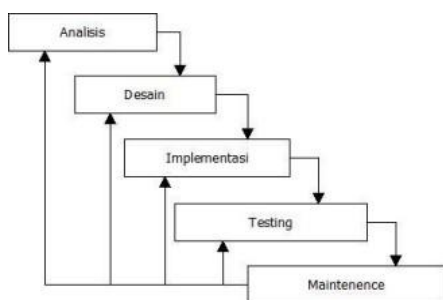 Analisis
Desain
Implementasi
Testing
Maintenence